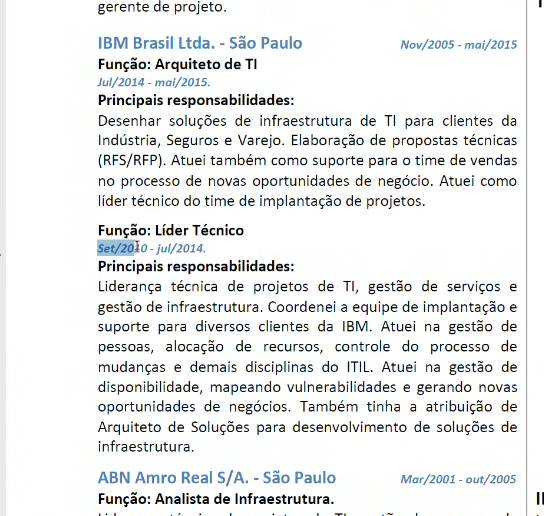 gerente de projeto.
IBM Brasil Ltda. - São Paulo Nov/2005 - mai/2015
Função: Arquiteto de TI
Jul/2014 - mai/2015.
Principais responsabilidades:
Desenhar soluções de infraestrutura de TI para clientes da
Indústria, Seguros e Varejo. Elaboração de propostas técnicas
(RFS/RFP). Atuei também como suporte para o time de vendas
no processo de novas oportunidades de negócio. Atuei como
líder técnico do time de implantação de projetos.
Função: Líder Técnico
Set/2010 - jul/2014.
Principais responsabilidades:
Liderança técnica de projetos de TI, gestão de serviços e
gestão de infraestrutura. Coordenei a equipe de implantação e
suporte para diversos clientes da IBM. Atuei na gestão de
pessoas, alocação de recursos, controle do processo de
mudanças e demais disciplinas do ITIL. Atuei na gestão de
disponibilidade, mapeando vulnerabilidades e gerando novas
oportunidades de negócios. Também tinha a atribuição de
Arquiteto de Soluções para desenvolvimento de soluções de
infraestrutura.
ABN Amro Real S/A. - São Paulo Mar/2001 - out/2005
Função: Analista de Infraestrutura.